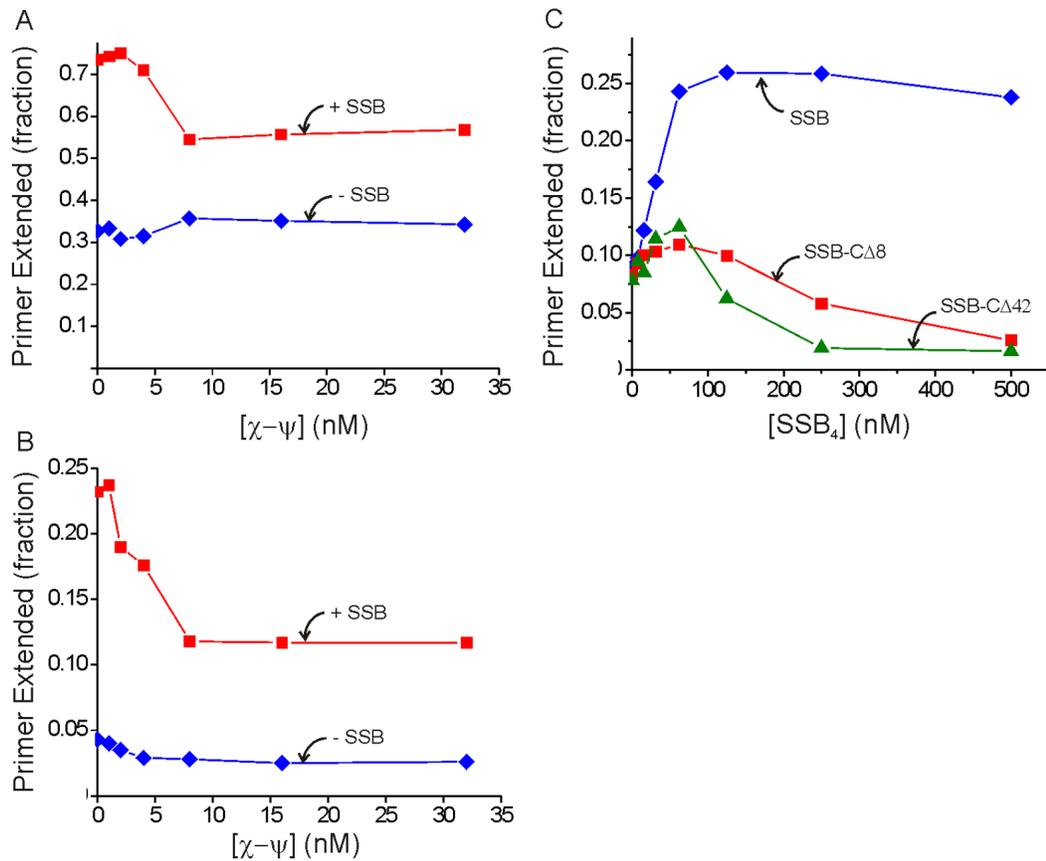 A
Primer Extended (fraction)
0.7
0.6
0.5
0.4
0.3
0.2
0.1
+ SSB
- SSB
0 5 10 15 20 25 30 35
[χ−ψ] (nM)
B
Primer Extended (fraction)
0.25
0.20
0.15
0.10
0.05
+ SSB
- SSB
0 5 10 15 20 25 30 35
[χ−ψ] (nM)
C
Primer Extended (fraction)
0.25
0.20
0.15
0.10
0.05
SSB
SSB-CΔ8
SSB-CΔ42
0 100 200 300 400 500
[SSB₄] (nM)